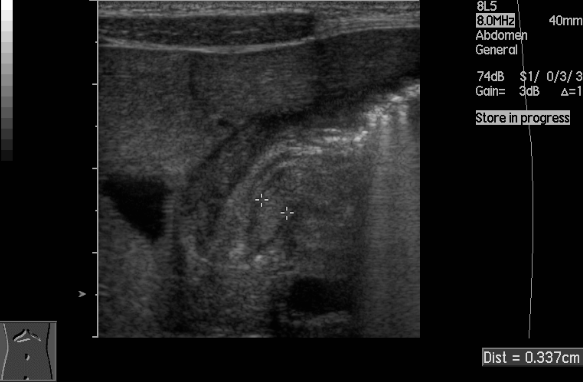 8L5
8.0MHz 40mm
Abdomen
General
74dB S1/ 0/3/3
Gain= 3dB Δ=1
Store in progress
Dist = 0.337cm